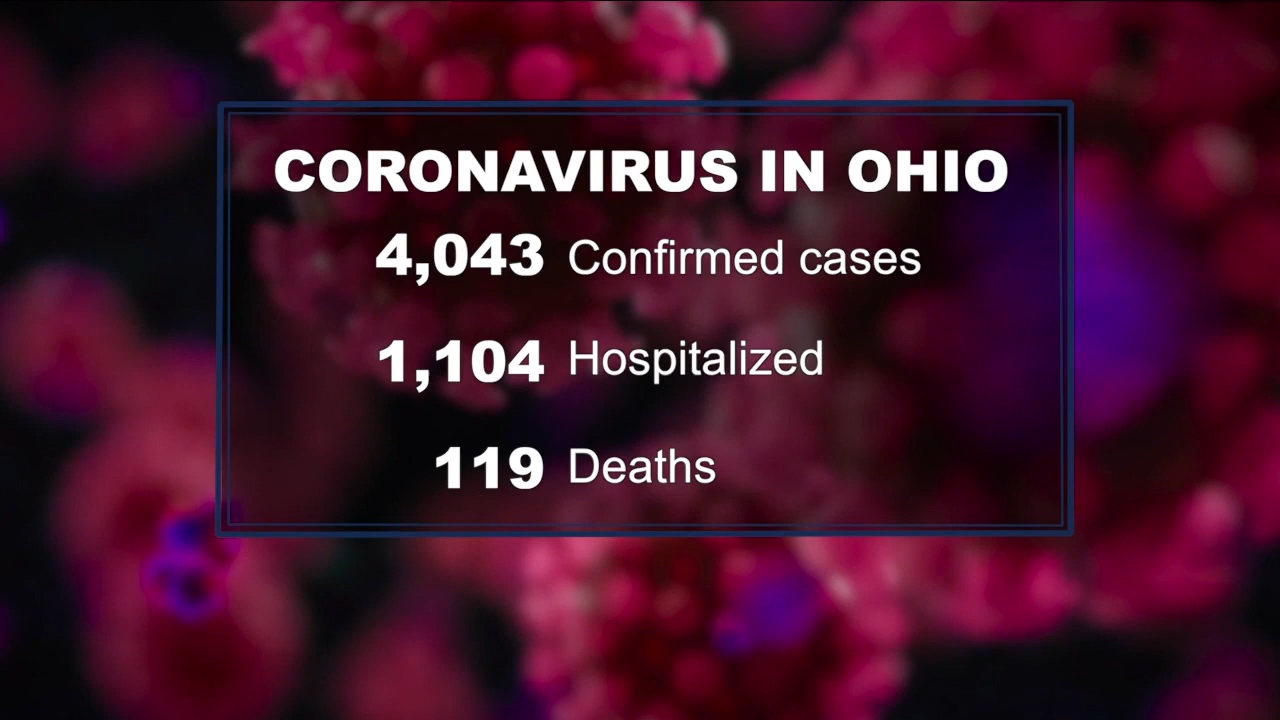 CORONAVIRUS IN OHIO
4,043 Confirmed cases
1,104 Hospitalized
119 Deaths